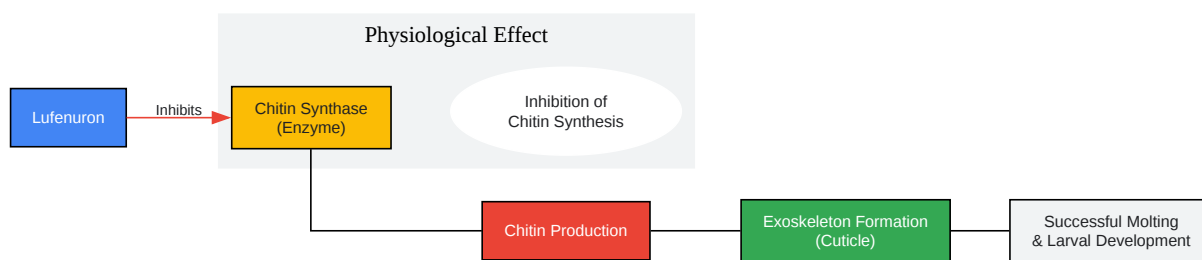 Physiological Effect
Lufenuron
Inhibits
Chitin Synthase
(Enzyme)
Inhibition of
Chitin Synthesis
Chitin Production
Exoskeleton Formation
(Cuticle)
Successful Molting
& Larval Development